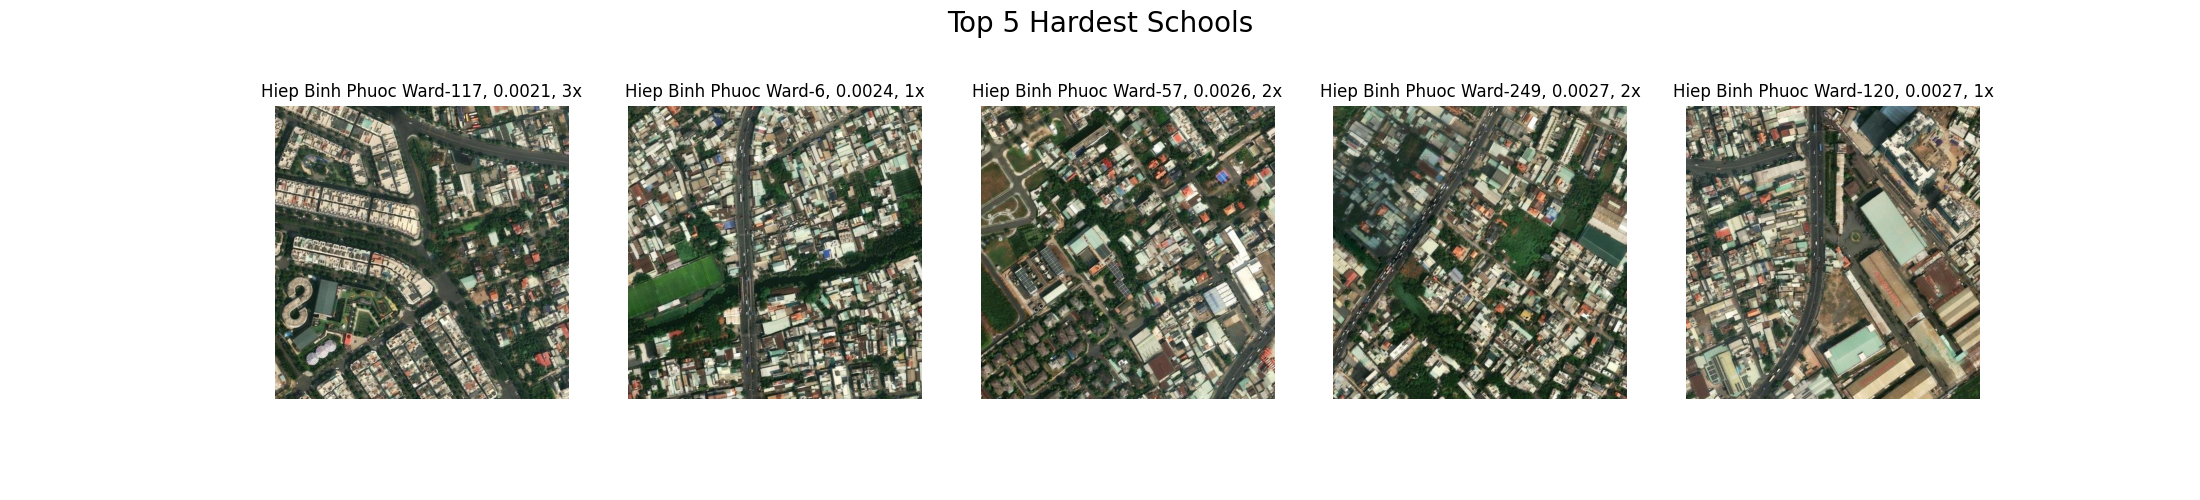 Top 5 Hardest Schools
Hiep Binh Phuoc Ward-117, 0.0021, 3x
Hiep Binh Phuoc Ward-6, 0.0024, 1x
Hiep Binh Phuoc Ward-57, 0.0026, 2x
Hiep Binh Phuoc Ward-249, 0.0027, 2x
Hiep Binh Phuoc Ward-120, 0.0027, 1x